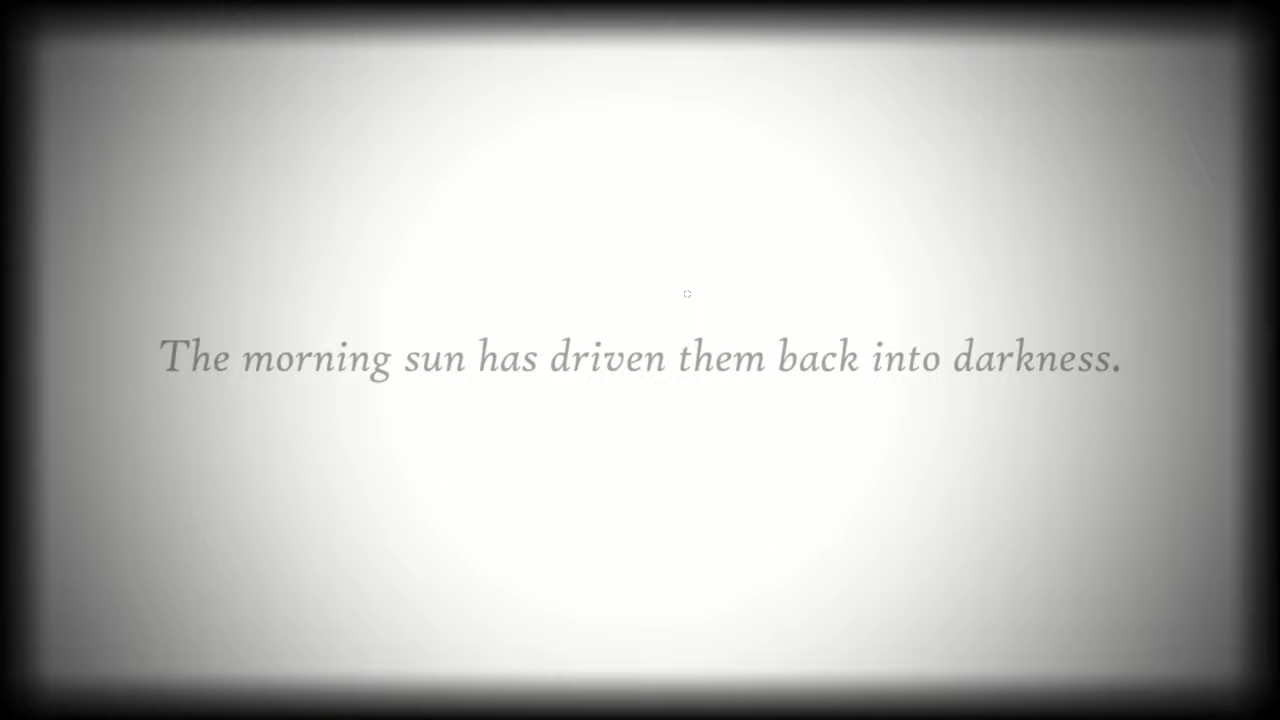 The morning sun has driven them back into darkness.